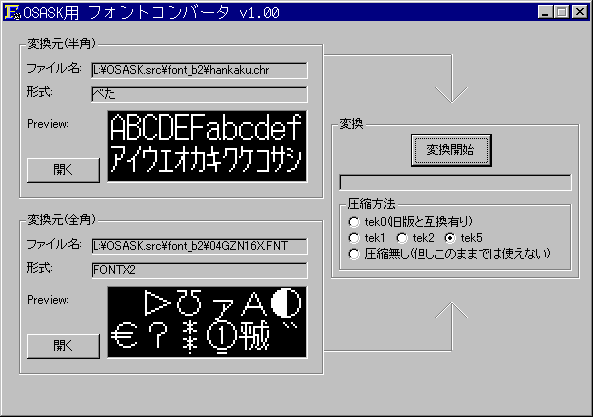 OSASK用 フォントコンバータ v1.00
変換元(半角)
ファイル名: L:¥OSASK.src¥font_b2¥hankaku.chr
形式: べた
Preview:
ABCDEFabcdef
アイウエオカキクケコサシ
開く
変換元(全角)
ファイル名: L:¥OSASK.src¥font_b2¥04GZN16X.FNT
形式: FONTX2
Preview:
開く
変換
変換開始
圧縮方法
tek0(旧版と互換有り)
tek1 tek2 tek5
圧縮無し(但しこのままでは使えない)